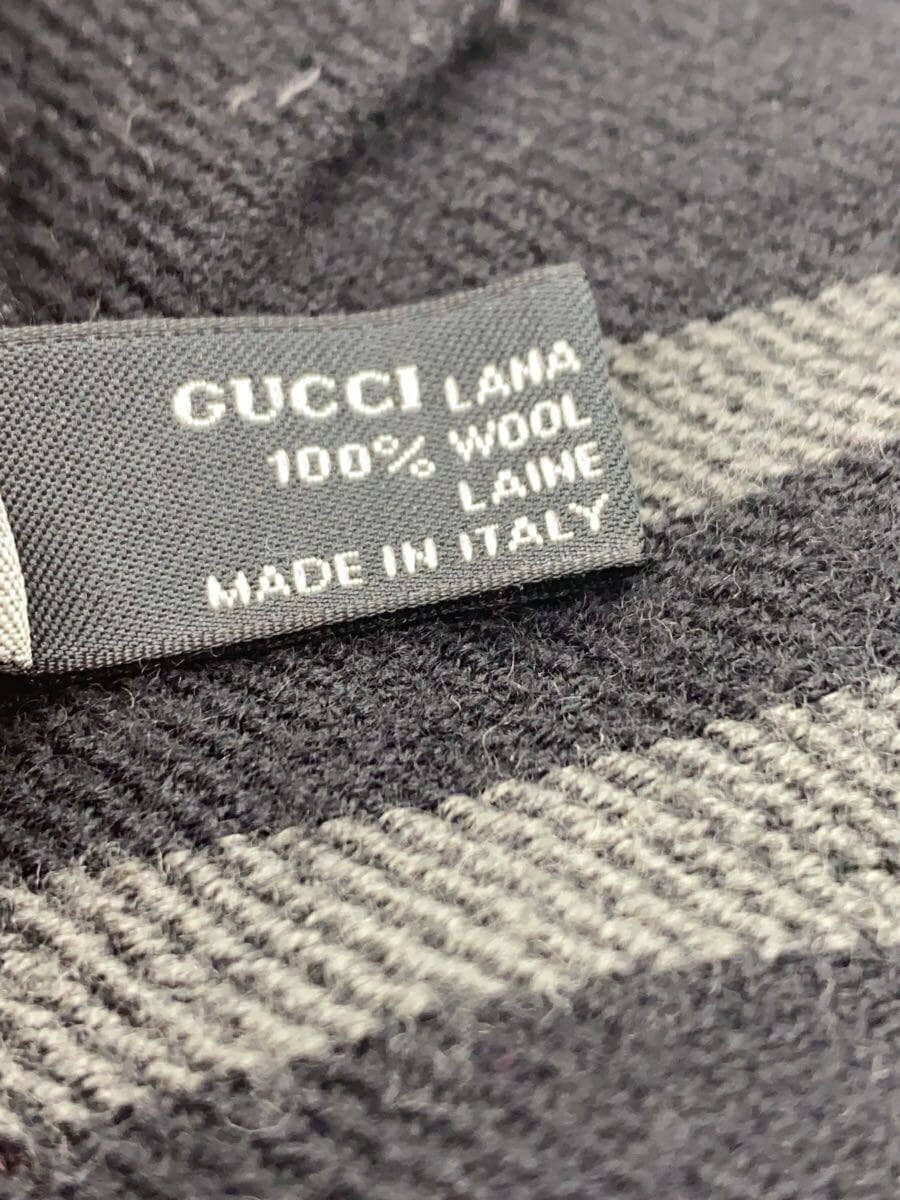 GUCCI LANA
100% WOOL
LAINE
MADE IN ITALY